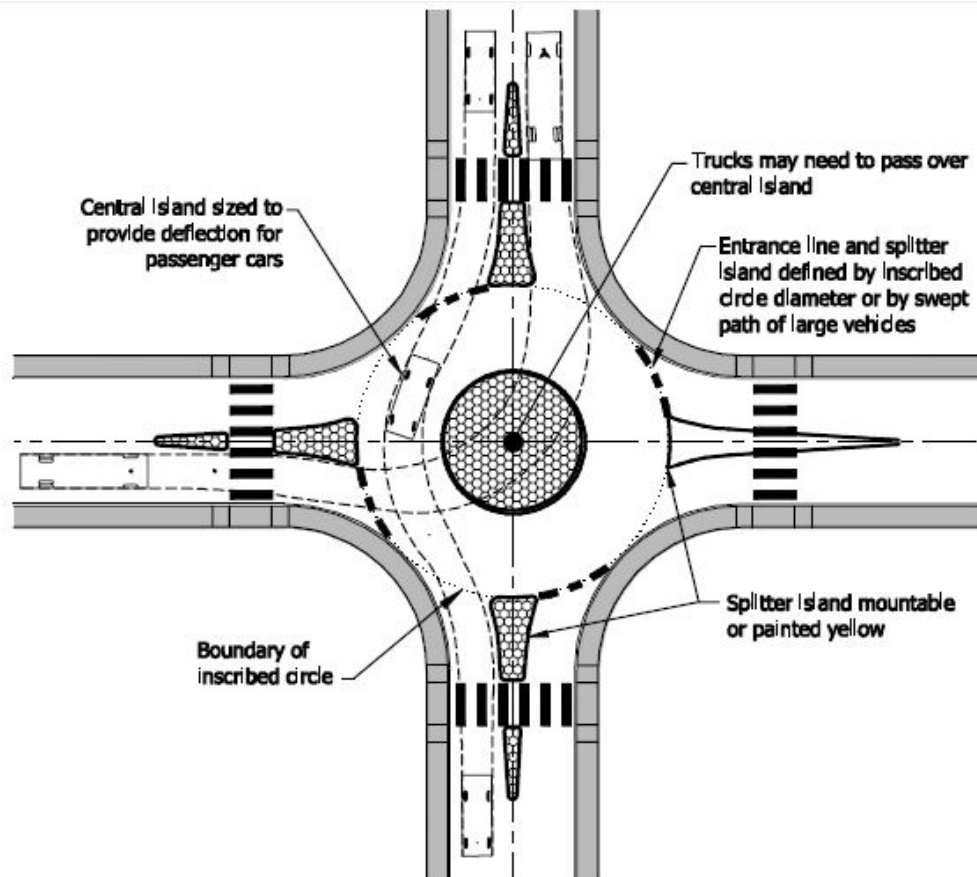 Trucks may need to pass over
central island
Central island sized to
provide deflection for
passenger cars
Entrance line and splitter
island defined by inscribed
circle diameter or by swept
path of large vehicles
Splitter island mountable
or painted yellow
Boundary of
inscribed circle